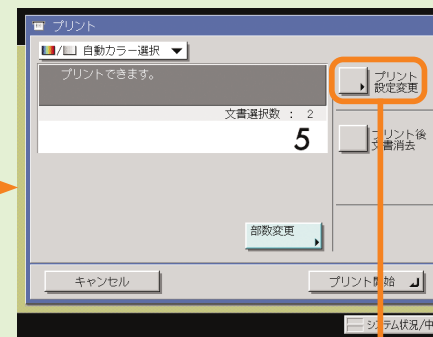 プリント
自動カラー選択
プリントできます。
文書選択数 : 2
5
プリント
設定変更
プリント後
文書消去
部数変更
キャンセル
プリント開始
システム状況/中